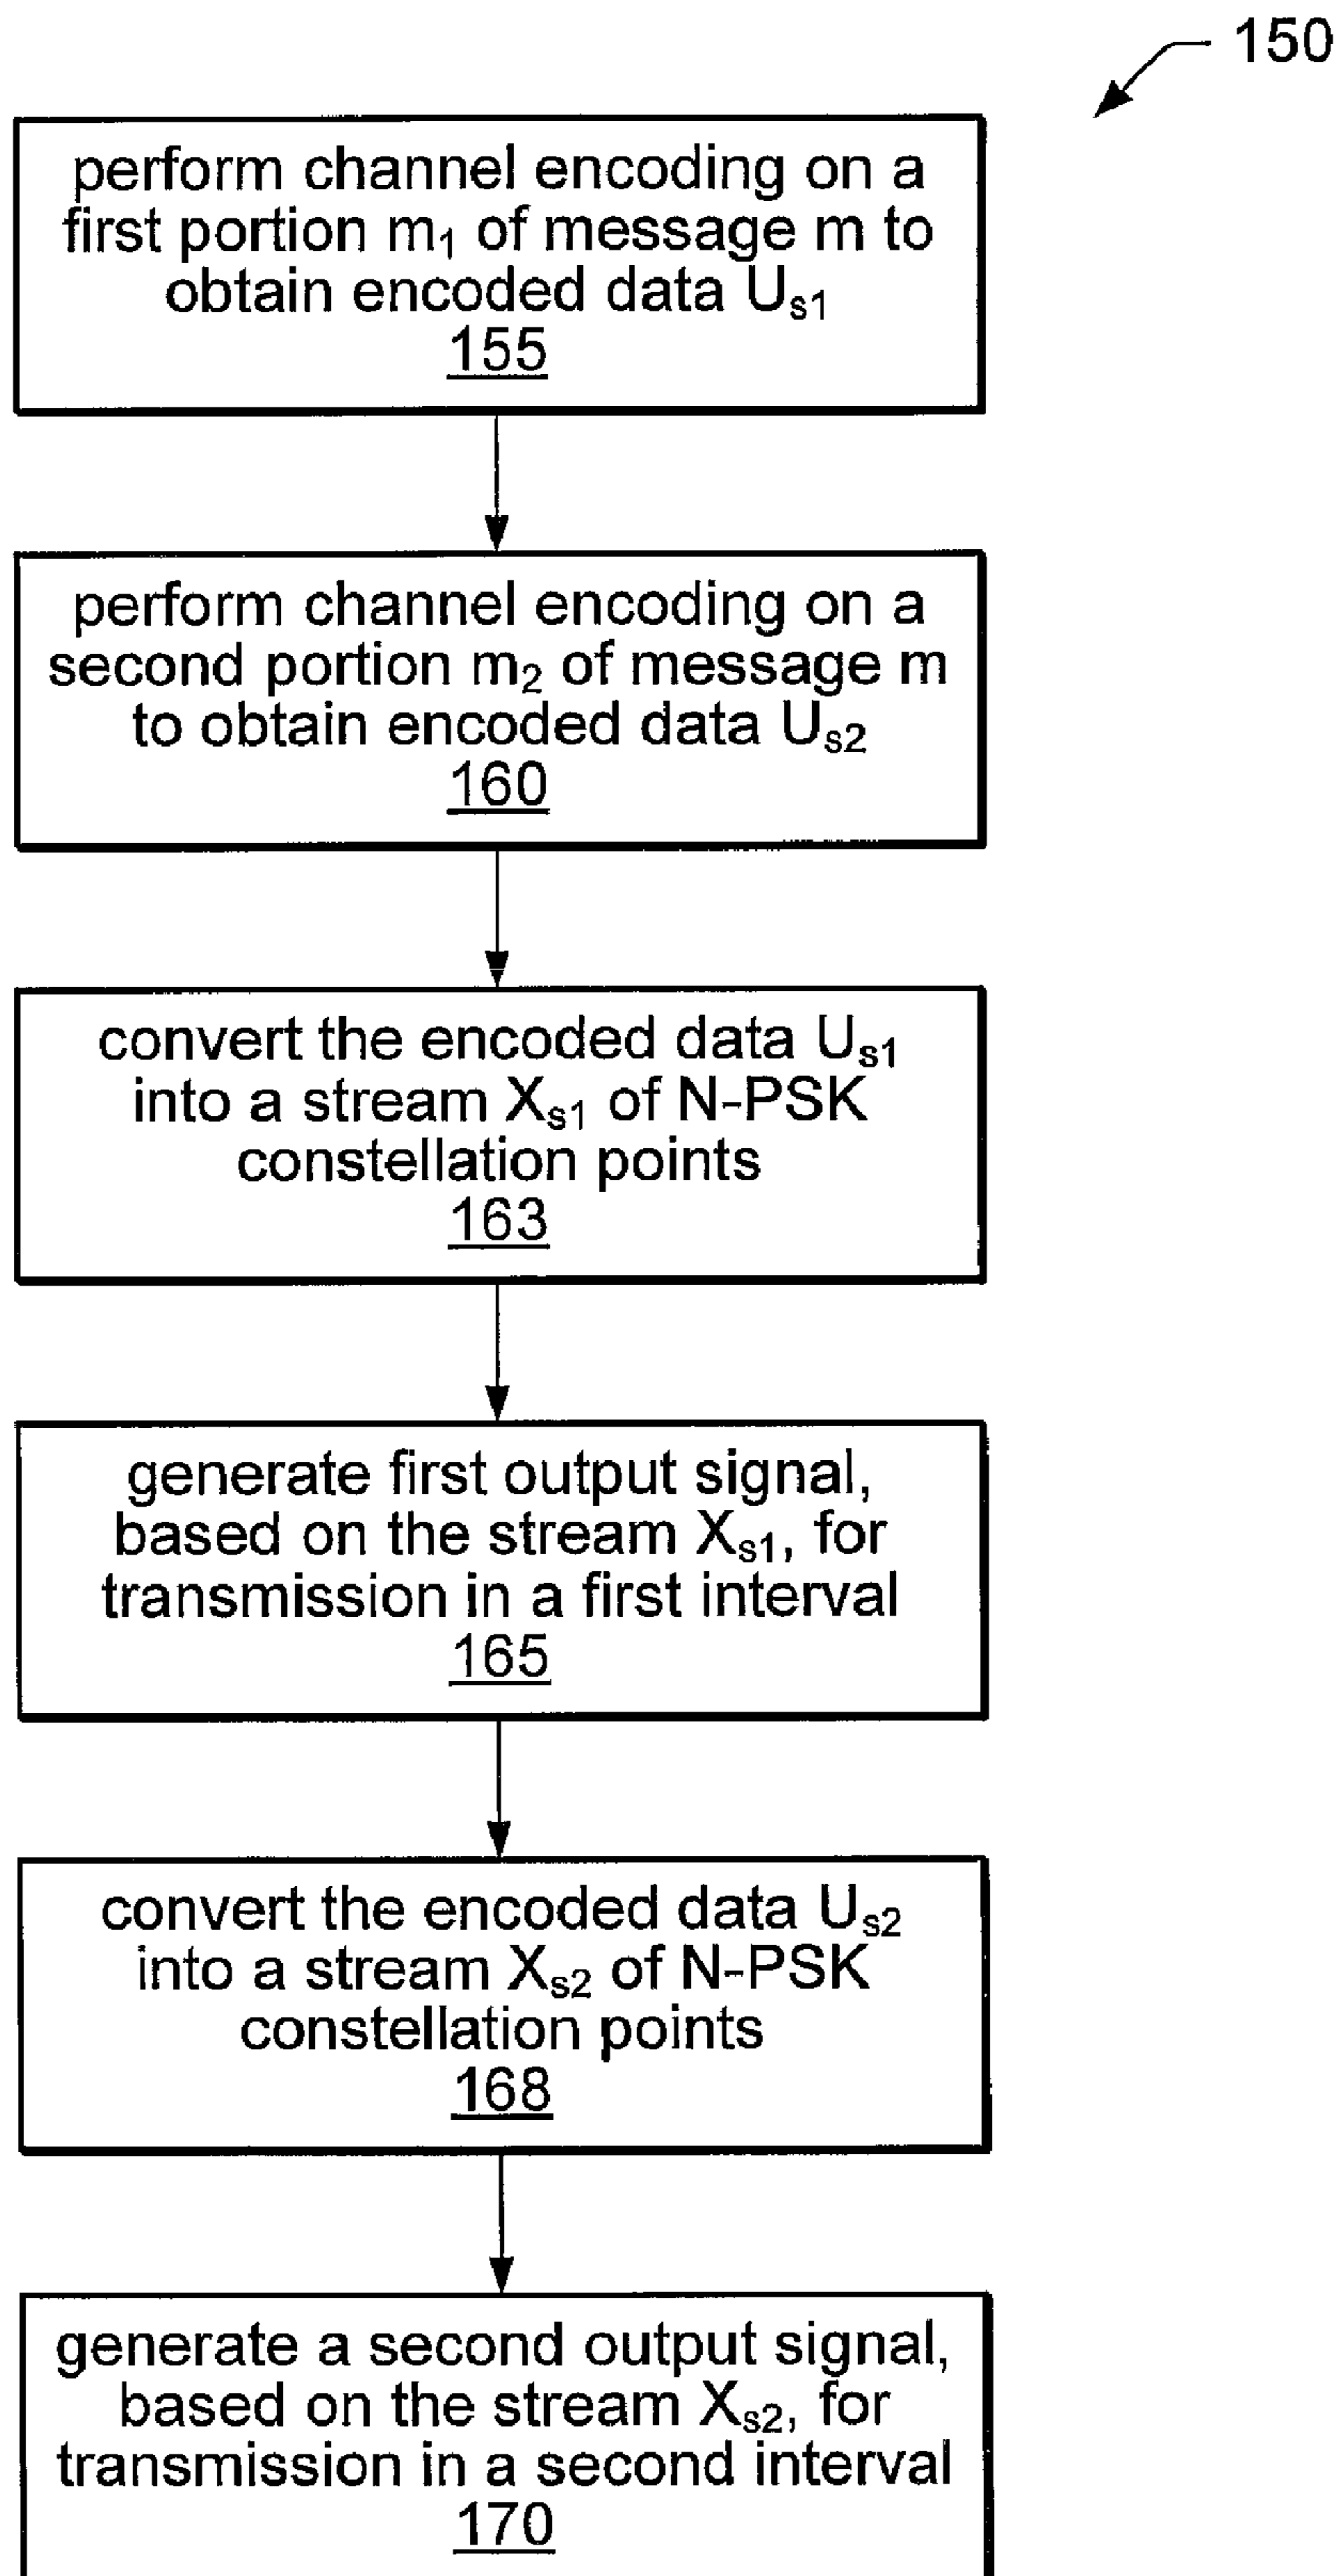 150
perform channel encoding on a
first portion m₁ of message m to
obtain encoded data Uₛ₁
155
perform channel encoding on a
second portion m₂ of message m
to obtain encoded data Uₛ₂
160
convert the encoded data Uₛ₁
into a stream Xₛ₁ of N-PSK
constellation points
163
generate first output signal,
based on the stream Xₛ₁, for
transmission in a first interval
165
convert the encoded data Uₛ₂
into a stream Xₛ₂ of N-PSK
constellation points
168
generate a second output signal,
based on the stream Xₛ₂, for
transmission in a second interval
170